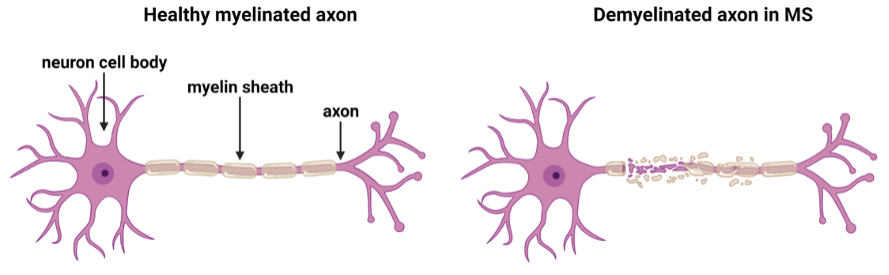 Healthy myelinated axon
Demyelinated axon in MS
neuron cell body
myelin sheath
axon